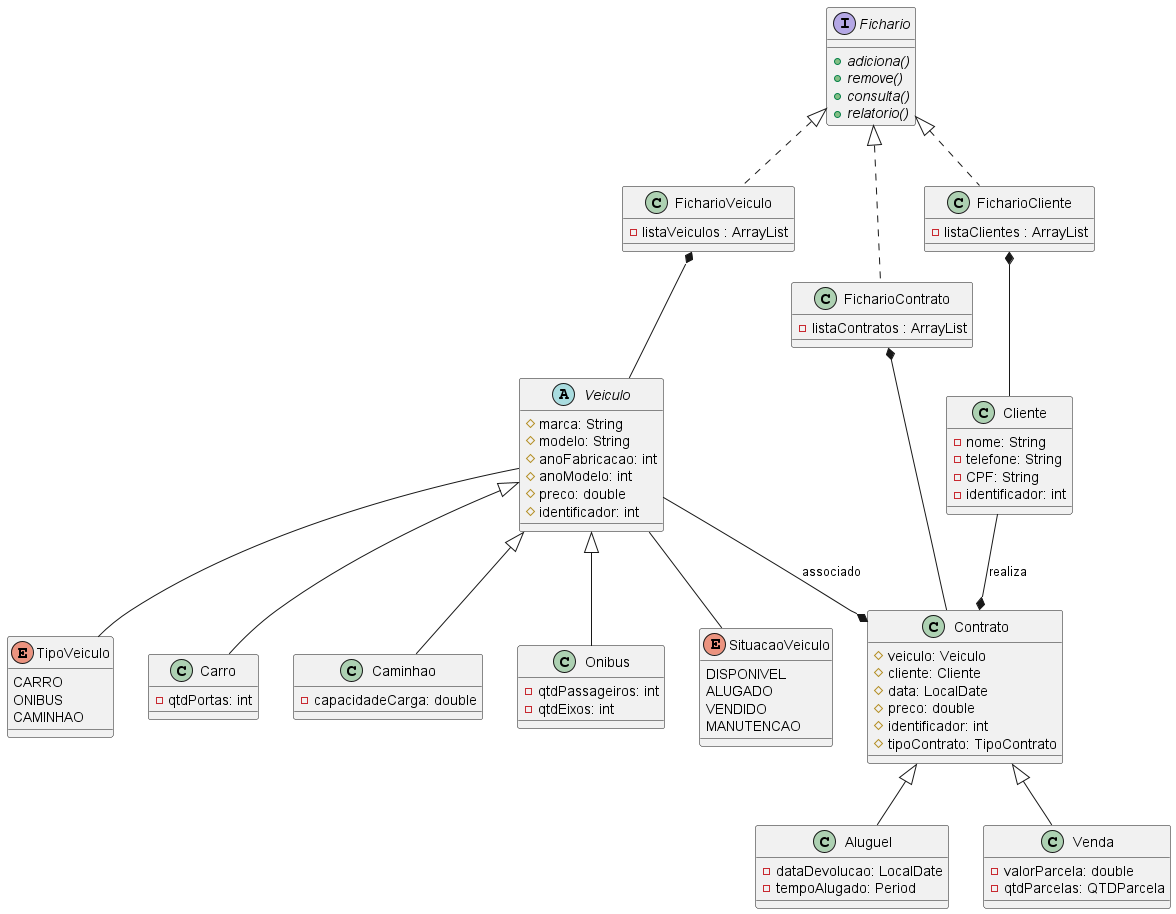 I Fichario
adiciona()
remove()
consulta()
relatorio()
C FicharioVeiculo
listaVeiculos : ArrayList
C FicharioCliente
listaClientes : ArrayList
C FicharioContrato
listaContratos : ArrayList
A Veiculo
marca: String
modelo: String
anoFabricacao: int
anoModelo: int
preco: double
identificador: int
C Cliente
nome: String
telefone: String
CPF: String
identificador: int
associado
realiza
E TipoVeiculo
CARRO
ONIBUS
CAMINHAO
C Carro
qtdPortas: int
C Caminhao
capacidadeCarga: double
C Onibus
qtdPassageiros: int
qtdEixos: int
E SituacaoVeiculo
DISPONIVEL
ALUGADO
VENDIDO
MANUTENCAO
C Contrato
veiculo: Veiculo
cliente: Cliente
data: LocalDate
preco: double
identificador: int
tipoContrato: TipoContrato
C Aluguel
dataDevolucao: LocalDate
tempoAlugado: Period
C Venda
valorParcela: double
qtdParcelas: QTDParcela